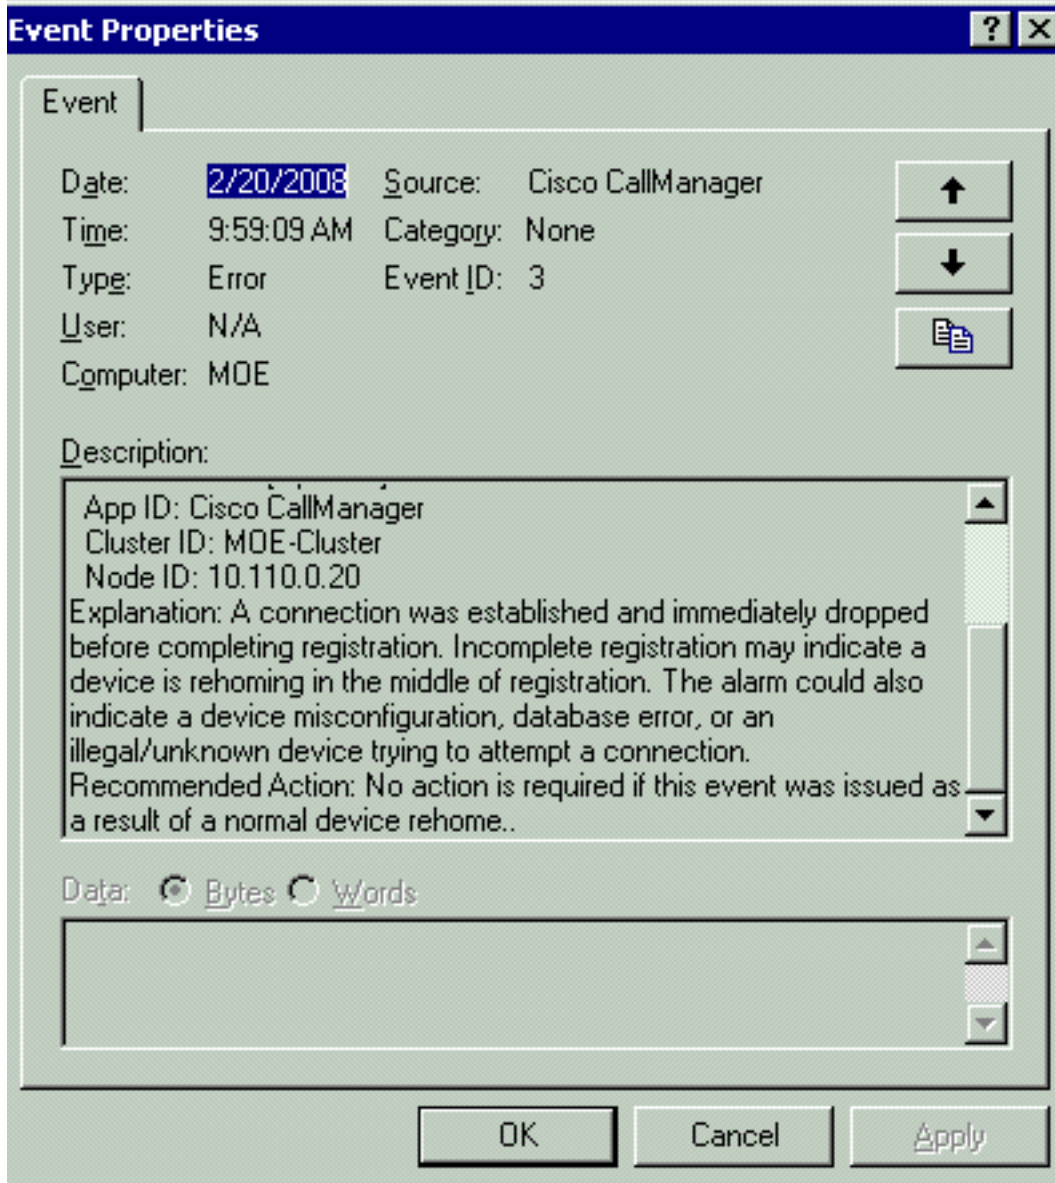 Event Properties
?
Event
Date: 2/20/2008 Source: Cisco CallManager
Time: 9:59:09 AM Category: None
Type: Error Event ID: 3
User: N/A
Computer: MOE
Description:
App ID: Cisco CallManager
Cluster ID: MOE-Cluster
Node ID: 10.110.0.20
Explanation: A connection was established and immediately dropped
before completing registration. Incomplete registration may indicate a
device is rehoming in the middle of registration. The alarm could also
indicate a device misconfiguration, database error, or an
illegal/unknown device trying to attempt a connection.
Recommended Action: No action is required if this event was issued as
a result of a normal device rehome..
Data: Bytes Words
OK Cancel Apply